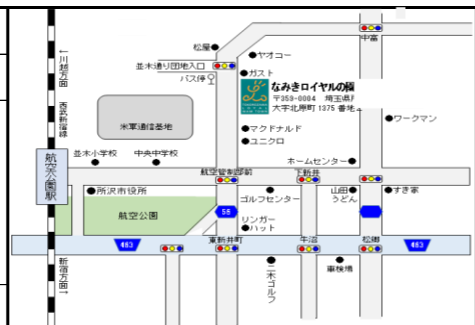 中富
松屋
ヤオコー
並木通り団地入口
バス停
ガスト
なみきロイヤルの
〒359-0004 埼玉県
大字北原町 1375 番地
↑川越方面
西武新宿線
米軍通信基地
マクドナルド
ユニクロ
ワークマン
並木小学校
中央中学校
ホームセンター
航空管制部前
下新井
航空公園駅
所沢市役所
航空公園
56
ゴルフセンター
山田うどん
すき家
リンガーハット
463
東新井町
牛沼
松郷
463
新宿方面↓
二木ゴルフ
車検場